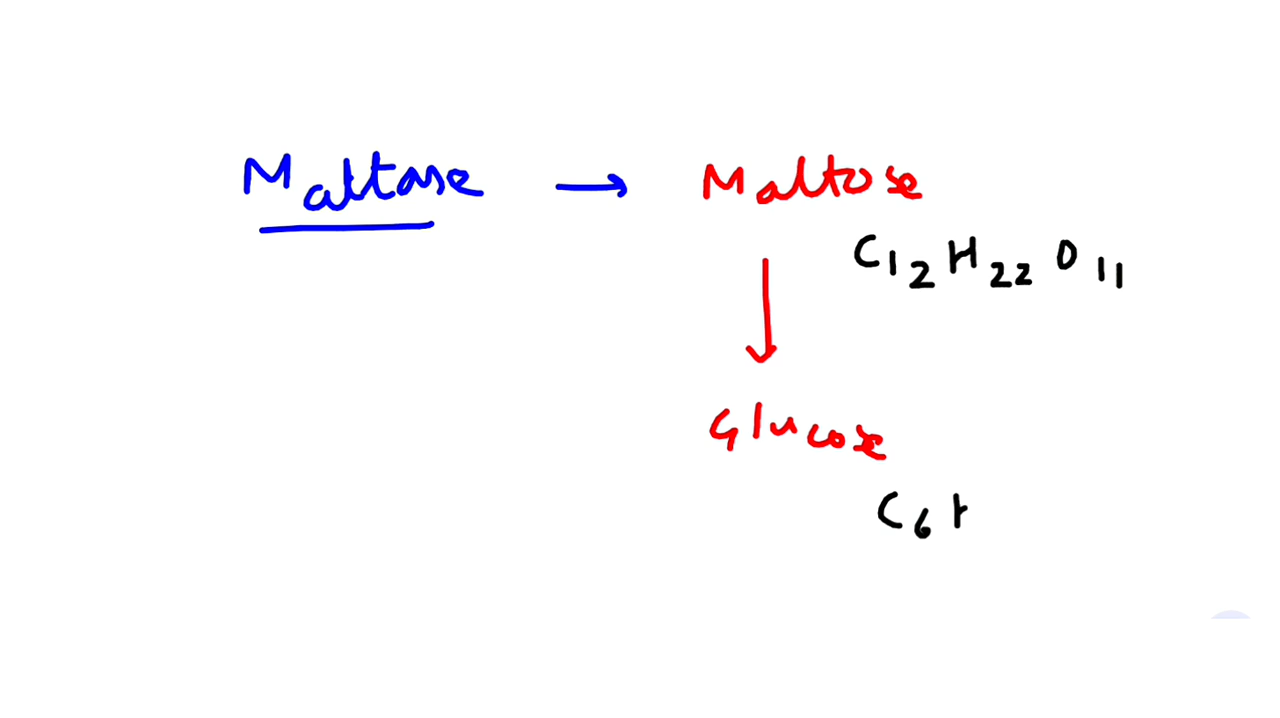 Maltase → Maltose
C12H22O11
↓
Glucose
C6H